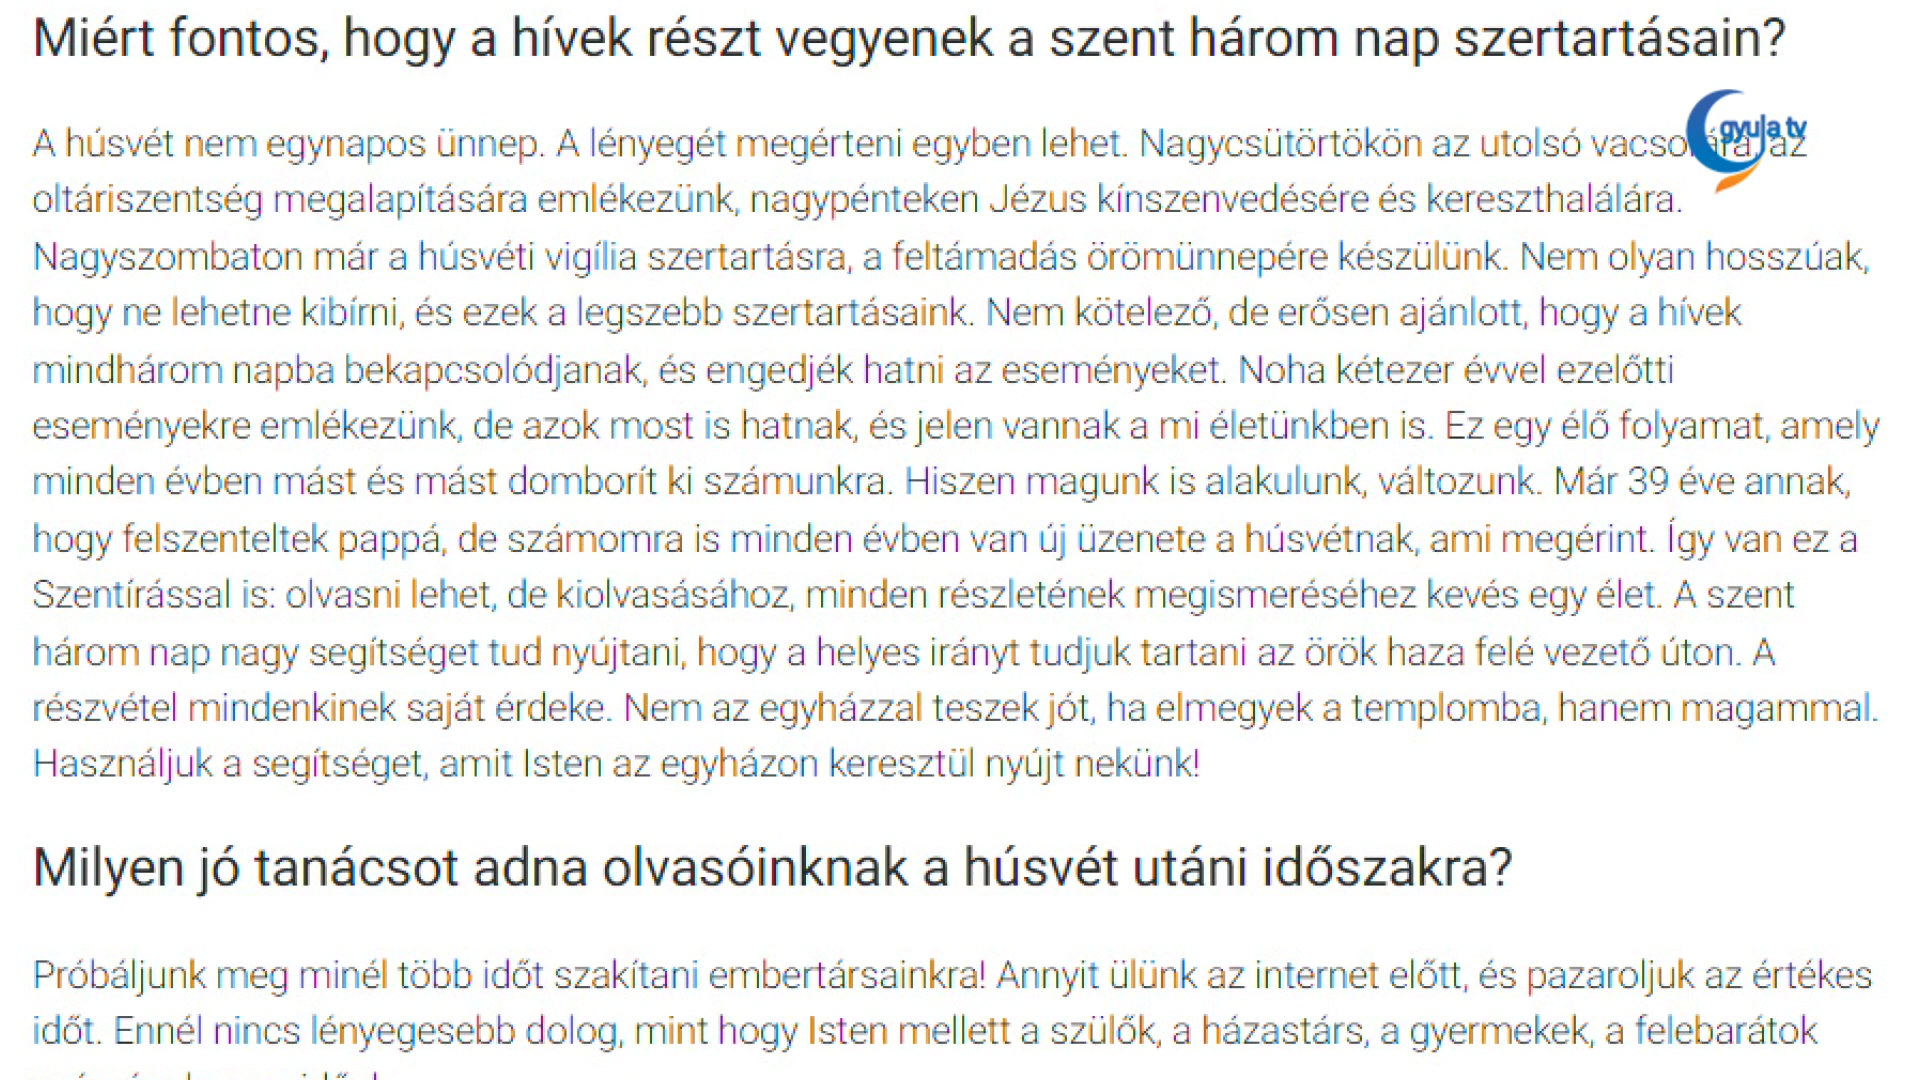 Miért fontos, hogy a hívek részt vegyenek a szent három nap szertartásain?
gyula tv
A húsvét nem egynapos ünnep. A lényegét megérteni egyben lehet. Nagycsütörtökön az utolsó vacsorára, az
oltáriszentség megalapítására emlékezünk, nagypénteken Jézus kínszenvedésére és kereszthalálára.
Nagyszombaton már a húsvéti vigília szertartásra, a feltámadás örömünnepére készülünk. Nem olyan hosszúak,
hogy ne lehetne kibírni, és ezek a legszebb szertartásaink. Nem kötelező, de erősen ajánlott, hogy a hívek
mindhárom napba bekapcsolódjanak, és engedjék hatni az eseményeket. Noha kétezer évvel ezelőtti
eseményekre emlékezünk, de azok most is hatnak, és jelen vannak a mi életünkben is. Ez egy élő folyamat, amely
minden évben mást és mást domborít ki számunkra. Hiszen magunk is alakulunk, változunk. Már 39 éve annak,
hogy felszenteltek pappá, de számomra is minden évben van új üzenete a húsvétnak, ami megérint. Így van ez a
Szentírással is: olvasni lehet, de kiolvasásához, minden részletének megismeréséhez kevés egy élet. A szent
három nap nagy segítséget tud nyújtani, hogy a helyes irányt tudjuk tartani az örök haza felé vezető úton. A
részvétel mindenkinek saját érdeke. Nem az egyházzal teszek jót, ha elmegyek a templomba, hanem magammal.
Használjuk a segítséget, amit Isten az egyházon keresztül nyújt nekünk!
Milyen jó tanácsot adna olvasóinknak a húsvét utáni időszakra?
Próbáljunk meg minél több időt szakítani embertársainkra! Annyit ülünk az internet előtt, és pazaroljuk az értékes
időt. Ennél nincs lényegesebb dolog, mint hogy Isten mellett a szülők, a házastárs, a gyermekek, a felebarátok